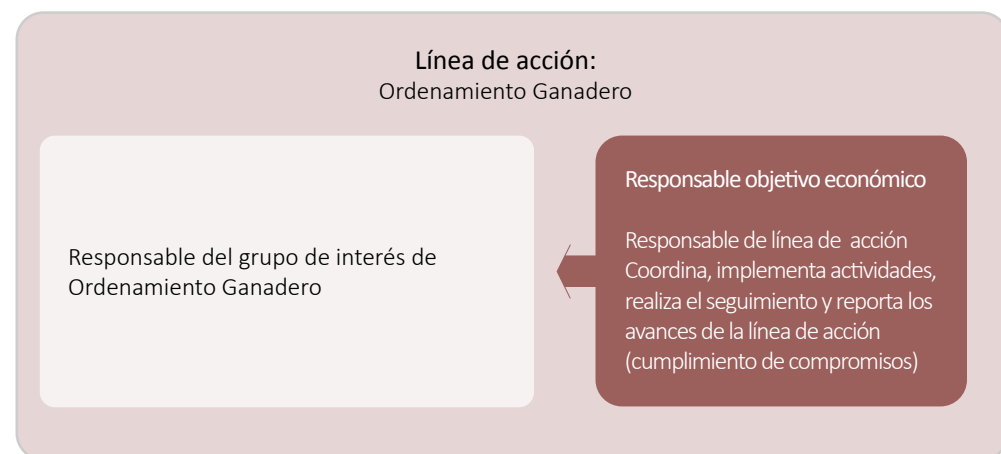 Línea de acción:
Ordenamiento Ganadero
Responsable del grupo de interés de
Ordenamiento Ganadero
Responsable objetivo económico
Responsable de línea de acción
Coordina, implementa actividades,
realiza el seguimiento y reporta los
avances de la línea de acción
(cumplimiento de compromisos)